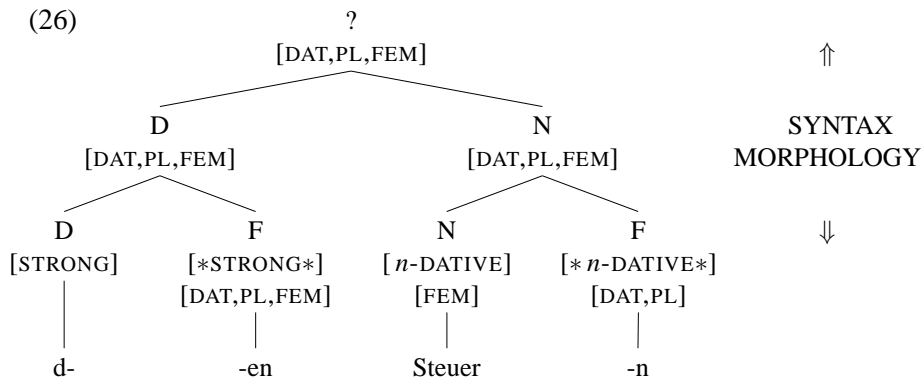 (26) ?
[DAT,PL,FEM] ⇑
D N SYNTAX
[DAT,PL,FEM] [DAT,PL,FEM] MORPHOLOGY
D F N F ⇓
[STRONG] [∗STRONG∗] [n-DATIVE] [∗n-DATIVE∗]
[DAT,PL,FEM] [FEM] [DAT,PL]
d- -en Steuer -n